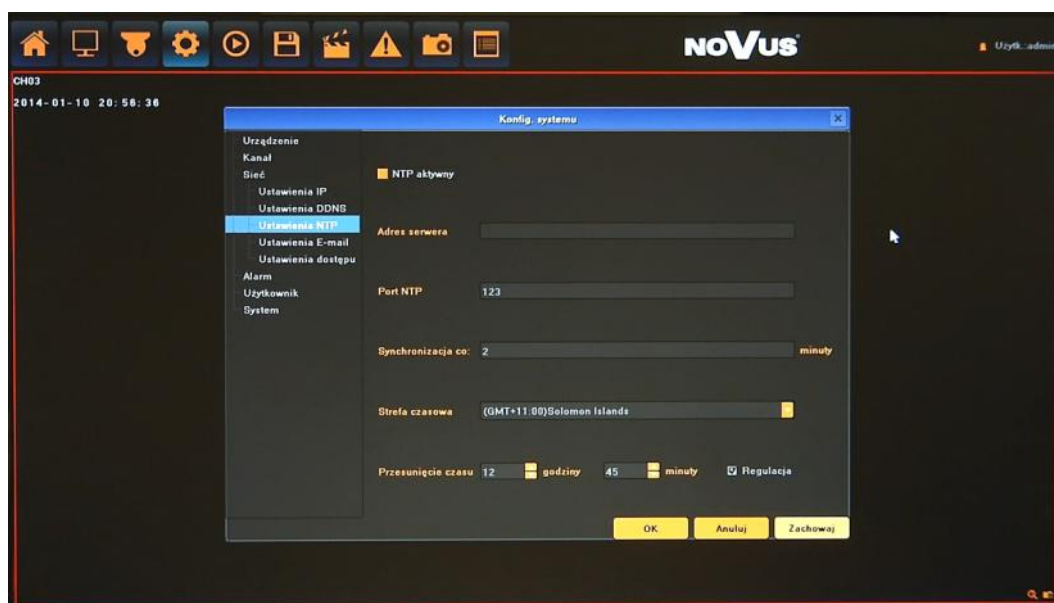 NOVUS
Użytk.:admin
CH03
2014-01-10 20:56:36
Konfig. systemu
Urządzenie
Kanał
Sieć
Ustawienia IP
Ustawienia DDNS
Ustawienia NTP
Ustawienia E-mail
Ustawienia dostępu
Alarm
Użytkownik
System
NTP aktywny
Adres serwera
Port NTP 123
Synchronizacja co: 2 minuty
Strefa czasowa (GMT+11:00)Solomon Islands
Przesunięcie czasu 12 godziny 45 minuty Regulacja
OK Anuluj Zachowaj